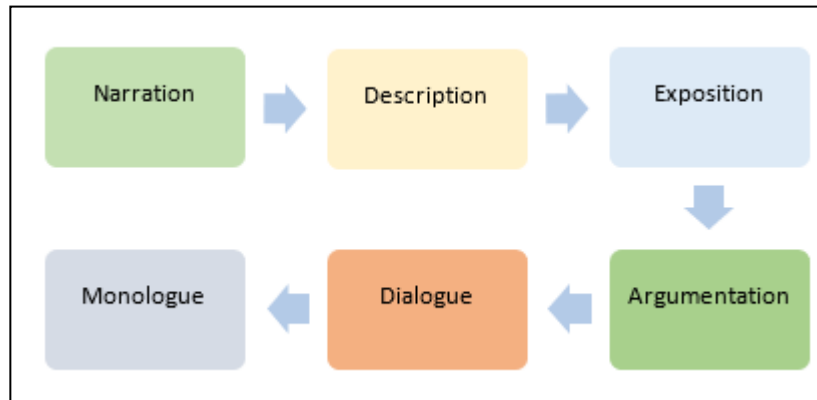 Narration
Description
Exposition
Argumentation
Dialogue
Monologue